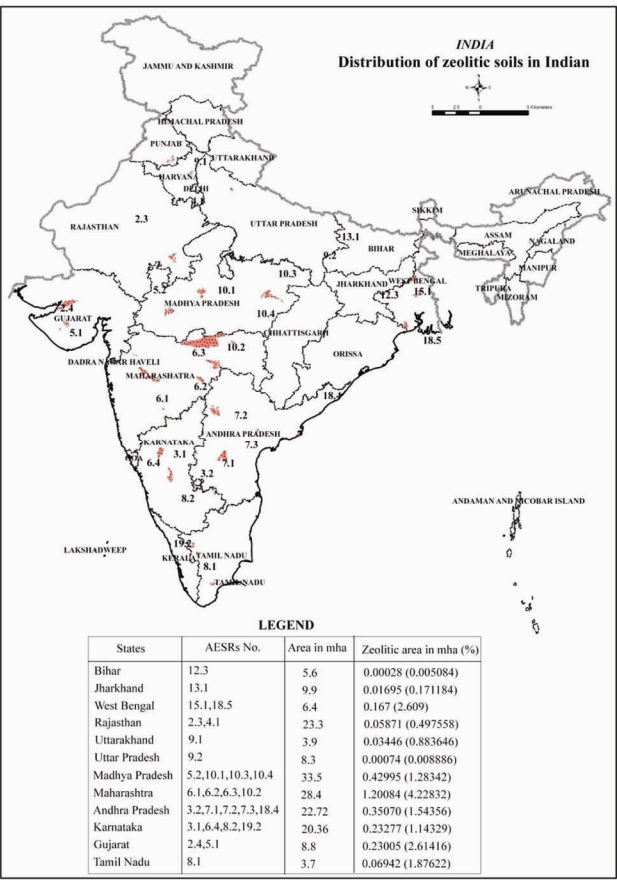 INDIA
Distribution of zeolitic soils in Indian
N
W E
S
5 2.5 0 5 Kilometers
JAMMU AND KASHMIR
HIMACHAL PRADESH
PUNJAB
9.1 UTTARAKHAND
HARYANA
DELHI
4.1
ARUNACHAL PRADESH
SIKKIM
RAJASTHAN 2.3
UTTAR PRADESH
13.1
BIHAR
ASSAM
NAGALAND
9.2
MEGHALAYA
MANIPUR
5.2
10.1
10.3
JHARKHAND WEST BENGAL
12.3 15.1
TRIPURA
MIZORAM
MADHYA PRADESH
2.4
10.4
GUJARAT
5.1
CHHATTISGARH
18.5
6.3 10.2
ORISSA
DADRA NAGAR HAVELI
MAHARASHATRA
6.2
6.1
18.4
7.2
ANDHRA PRADESH
KARNATAKA
7.3
GOA
6.4
3.1
7.1
3.2
8.2
ANDAMAN AND NICOBAR ISLAND
19.2
LAKSHADWEEP
KERALA TAMIL NADU
8.1
TAMIL NADU
LEGEND
States AESRs No. Area in mha Zeolitic area in mha (%)
Bihar 12.3 5.6 0.00028 (0.005084)
Jharkhand 13.1 9.9 0.01695 (0.171184)
West Bengal 15.1,18.5 6.4 0.167 (2.609)
Rajasthan 2.3,4.1 23.3 0.05871 (0.497558)
Uttarakhand 9.1 3.9 0.03446 (0.883646)
Uttar Pradesh 9.2 8.3 0.00074 (0.008886)
Madhya Pradesh 5.2,10.1,10.3,10.4 33.5 0.42995 (1.28342)
Maharashtra 6.1,6.2,6.3,10.2 28.4 1.20084 (4.22832)
Andhra Pradesh 3.2,7.1,7.2,7.3,18.4 22.72 0.35070 (1.54356)
Karnataka 3.1,6.4,8.2,19.2 20.36 0.23277 (1.14329)
Gujarat 2.4,5.1 8.8 0.23005 (2.61416)
Tamil Nadu 8.1 3.7 0.06942 (1.87622)